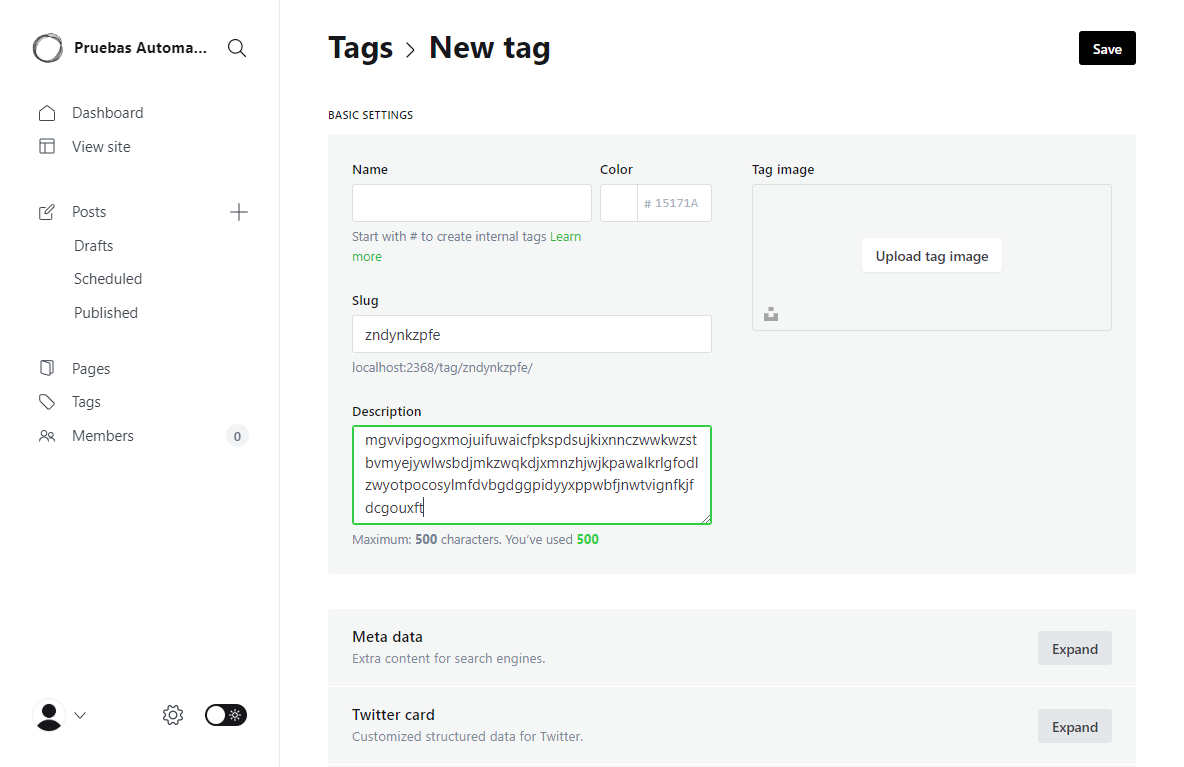 Pruebas Automa...
Dashboard
View site
Posts
Drafts
Scheduled
Published
Pages
Tags
Members
0
Tags > New tag
Save
BASIC SETTINGS
Name
Color
Tag image
# 15171A
Start with # to create internal tags Learn
more
Upload tag image
Slug
zndynkzpfe
localhost:2368/tag/zndynkzpfe/
Description
mgvvipgogxmojuifuwaicfpkspdsujkixnnczwwkwzst
bvmyejywlwsbdjmkzwqkdjxmnzhjwjkpawalkrlgfodl
zwyotpocosylmfdvbgdggpidyyxppwbfjnwtvignfkjf
dcgouxft
Maximum: 500 characters. You’ve used 500
Meta data
Extra content for search engines.
Expand
Twitter card
Customized structured data for Twitter.
Expand